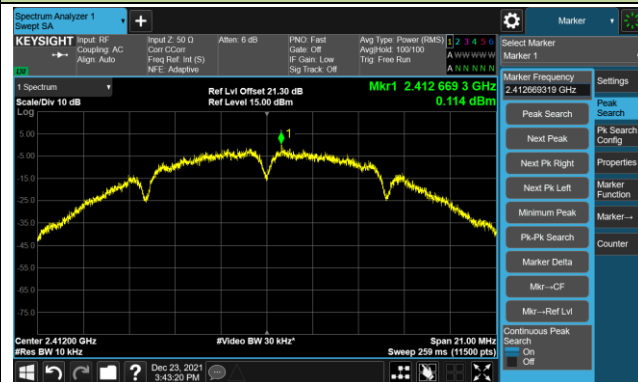 Spectrum Analyzer 1
Swept SA
Marker
KEYSIGHT
Input: RF
Coupling: AC
Align: Auto
Input Z: 50 Ω
Corr CCorr
Freq Ref: Int (S)
NFE: Adaptive
Atten: 6 dB
PNO: Fast
Gate: Off
IF Gain: Low
Sig Track: Off
Avg Type: Power (RMS)
Avg|Hold: 100/100
Trig: Free Run
1 2 3 4 5 6
A W W W W W
A N N N N N
Select Marker
Marker 1
1 Spectrum
Scale/Div 10 dB
Log
Ref Lvl Offset 21.30 dB
Ref Level 15.00 dBm
Mkr1 2.412 669 3 GHz
0.114 dBm
1
5.00
-5.00
-15.0
-25.0
-35.0
-45.0
-55.0
-65.0
-75.0
Center 2.41200 GHz
#Res BW 10 kHz
#Video BW 30 kHz*
Span 21.00 MHz
Sweep 259 ms (11500 pts)
Marker Frequency
2.412669319 GHz
Peak Search
Next Peak
Next Pk Right
Next Pk Left
Minimum Peak
Pk-Pk Search
Marker Delta
Mkr→CF
Mkr→Ref Lvl
Continuous Peak
Search
On
Off
Settings
Peak
Search
Pk Search
Config
Properties
Marker
Function
Marker→
Counter
?
Dec 23, 2021
3:43:20 PM